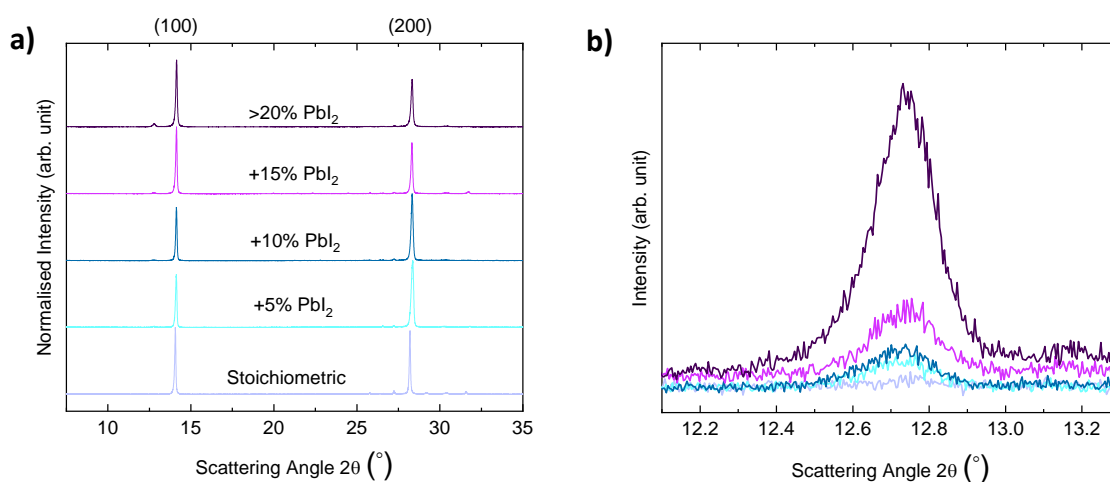 a)
(100)
(200)
>20% PbI₂
+15% PbI₂
+10% PbI₂
+5% PbI₂
Stoichiometric
Normalised Intensity (arb. unit)
10 15 20 25 30 35
Scattering Angle 2θ (°)
b)
Intensity (arb. unit)
12.2 12.4 12.6 12.8 13.0 13.2
Scattering Angle 2θ (°)